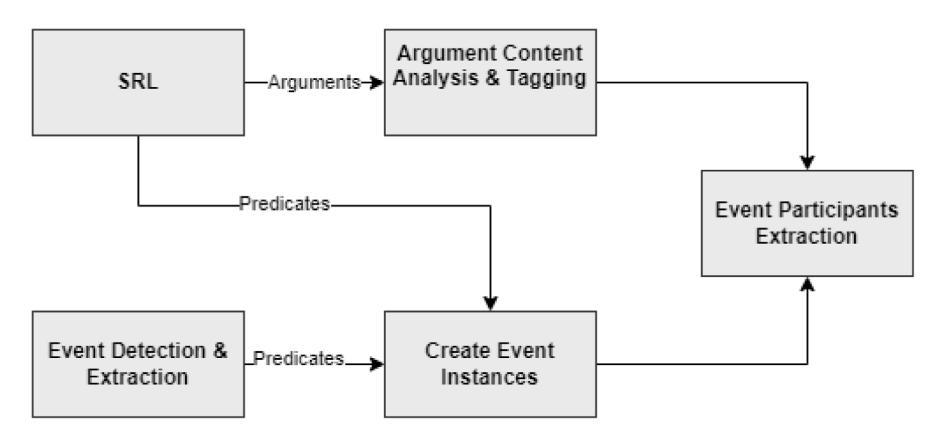 SRL
Arguments
Argument Content
Analysis & Tagging
Predicates
Event Participants
Extraction
Event Detection &
Extraction
Predicates
Create Event
Instances